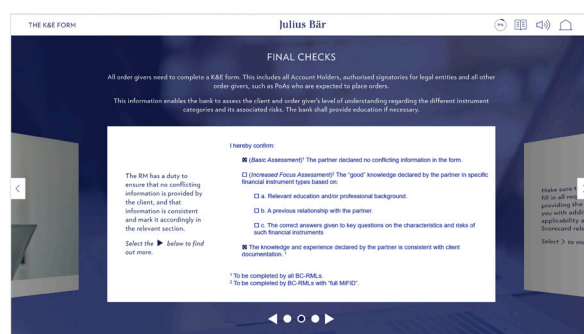 THE K&E FORM
Julius Bär
FINAL CHECKS
All order givers need to complete a K&E form. This includes all Account Holders, authorised signatories for legal entities and all other
order givers, such as PoAs who are expected to place orders.
This information enables the bank to assess the client and order giver's level of understanding regarding the different instrument
categories and its associated risks. The bank shall provide education if necessary.
The RM has a duty to
ensure that no conflicting
information is provided by
the client, and that
information is consistent
and mark it accordingly in
the relevant section.
Select the ▶ below to find
out more.
I hereby confirm:
☒ (Basic Assessment)¹ The partner declared no conflicting information in the form.
☐ (Increased Focus Assessment)² The "good" knowledge declared by the partner in specific
financial instrument types based on:
☐ a. Relevant education and/or professional background.
☐ b. A previous relationship with the partner.
☐ c. The correct answers given to key questions on the characteristics and risks of
such financial instruments
☒ The knowledge and experience declared by the partner is consistent with client
documentation. ¹
¹ To be completed by all BC-RMLs.
² To be completed by BC-RMLs with "full MiFID".
Make sure
fill in all
providing the
you with
applicability a
Scorecard rele
Select > to mo